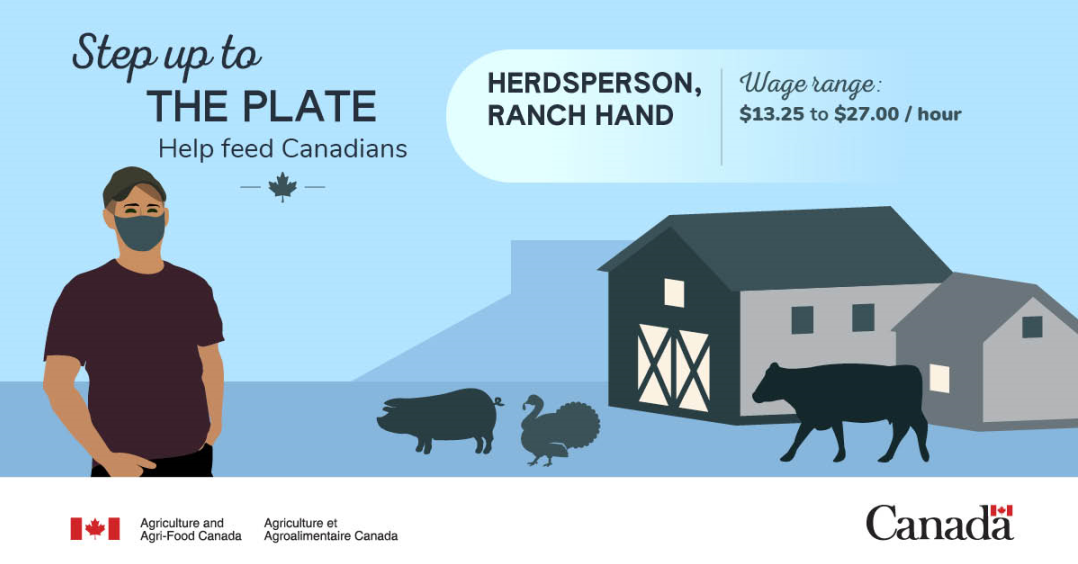 Step up to
THE PLATE
Help feed Canadians
HERDSPERSON,
RANCH HAND
Wage range:
$13.25 to $27.00 / hour
Agriculture and
Agri-Food Canada
Agriculture et
Agroalimentaire Canada
Canada